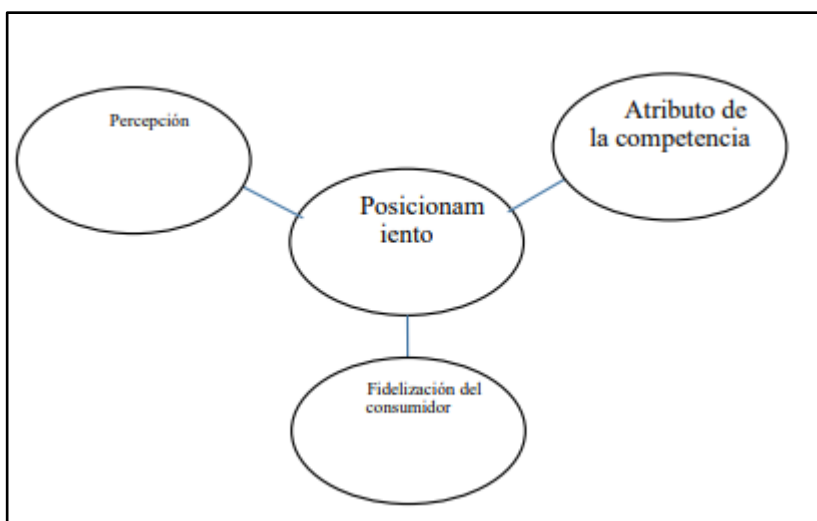 Percepción
Atributo de
la competencia
Posicionam
iento
Fidelización del
consumidor